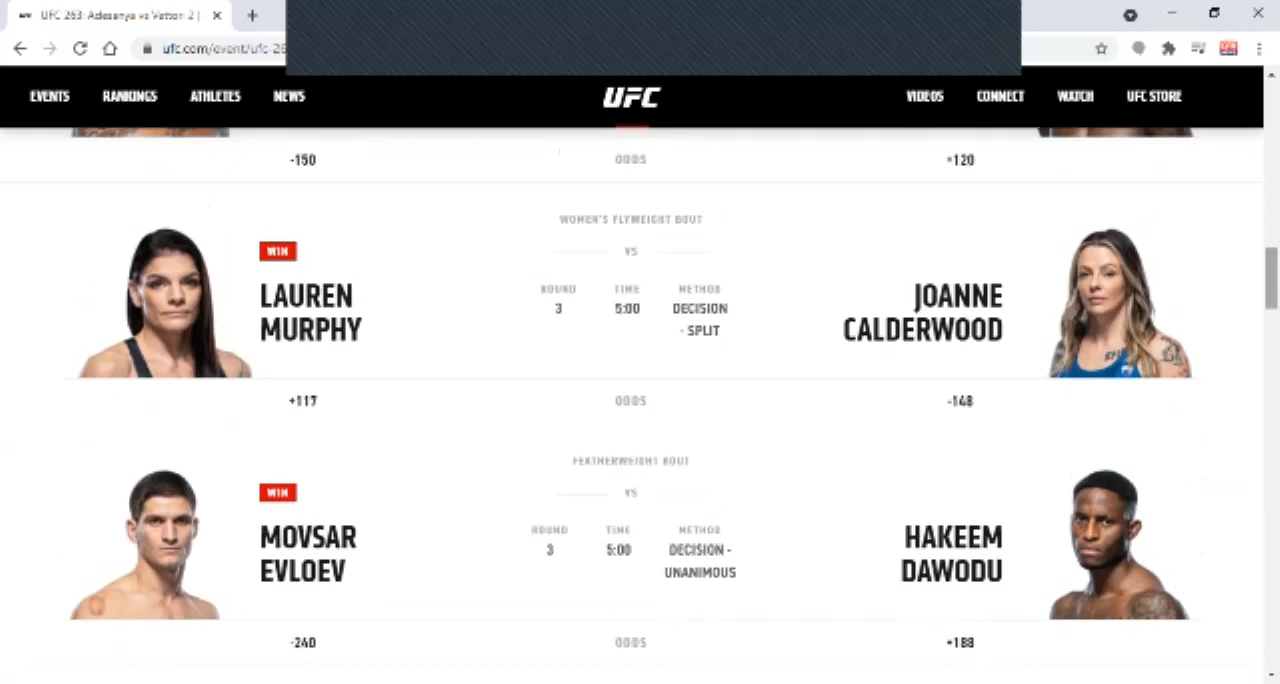 UFC 263: Adesanya vs Vettori 2 |
ufc.com/event/ufc-26
EVENTS RANKINGS ATHLETES NEWS UFC VIDEOS CONNECT WATCH UFC STORE
-150 ODDS +120
WOMEN'S FLYWEIGHT BOUT
WIN VS
LAUREN MURPHY
ROUND TIME METHOD
3 5:00 DECISION
- SPLIT
JOANNE
CALDERWOOD
+117 ODDS -148
FEATHERWEIGHT BOUT
WIN VS
MOVSAR
EVLOEV
ROUND TIME METHOD
3 5:00 DECISION -
UNANIMOUS
HAKEEM
DAWODU
-240 ODDS +188